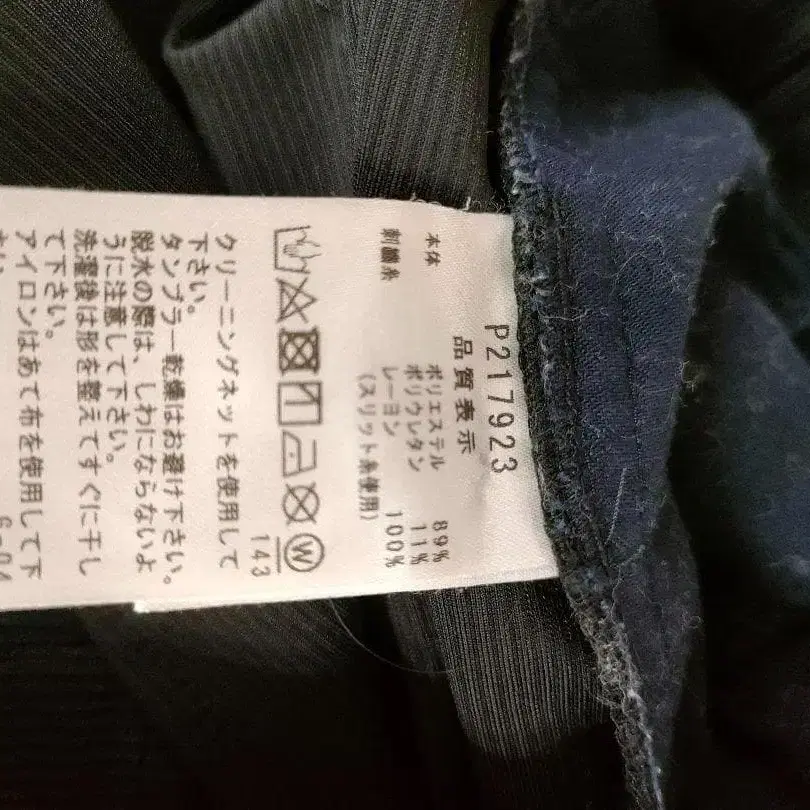 P217923
品質表示
本体 ポリエステル 89%
ポリウレタン 11%
刺繍糸 レーヨン 100%
(スリット糸使用)
W
143
クリーニングネットを使用して
下さい。
タンブラー乾燥はお避け下さい。
脱水の際は、しわにならないよ
うに注意して下さい。
洗濯後は形を整えてすぐに干し
て下さい。
アイロンはあて布を使用して下